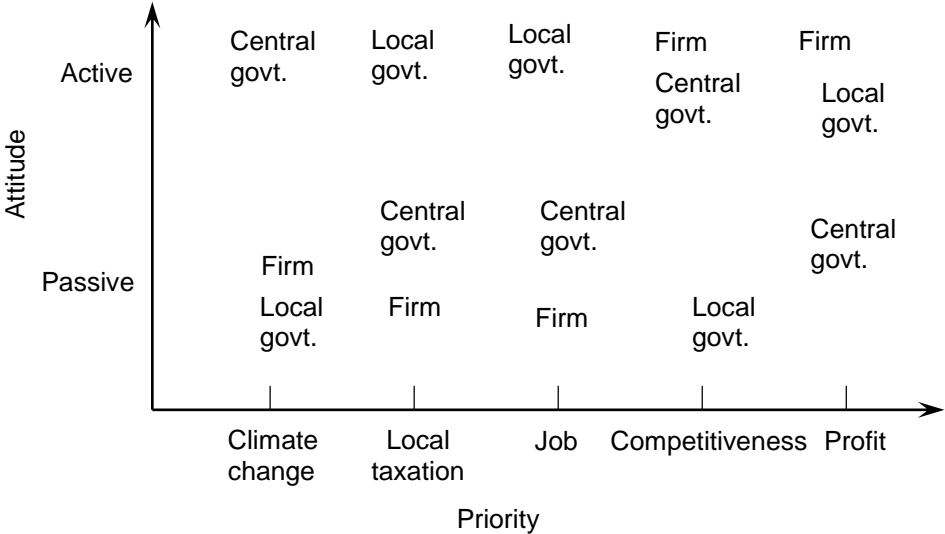 Attitude
Active
Passive
Central
govt.
Local
govt.
Local
govt.
Firm
Central
govt.
Firm
Local
govt.
Central
govt.
Central
govt.
Central
govt.
Firm
Local
govt.
Firm
Firm
Local
govt.
Climate
change
Local
taxation
Job
Competitiveness
Profit
Priority